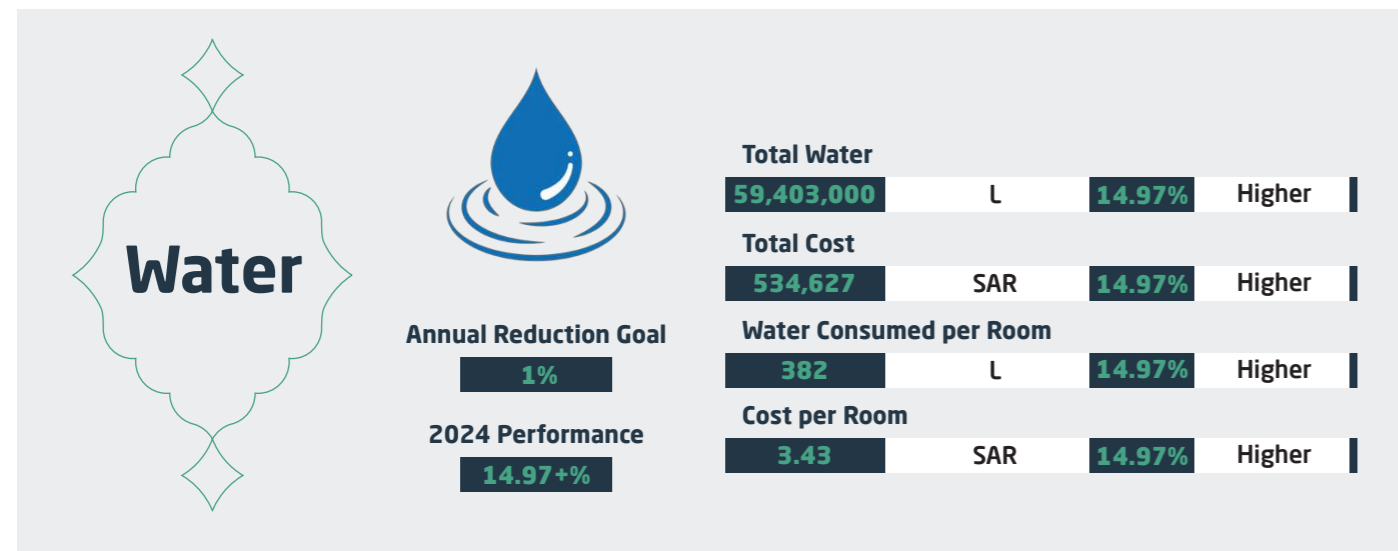 Water
Annual Reduction Goal
1%
2024 Performance
14.97+%
Total Water
59,403,000 L 14.97% Higher
Total Cost
534,627 SAR 14.97% Higher
Water Consumed per Room
382 L 14.97% Higher
Cost per Room
3.43 SAR 14.97% Higher